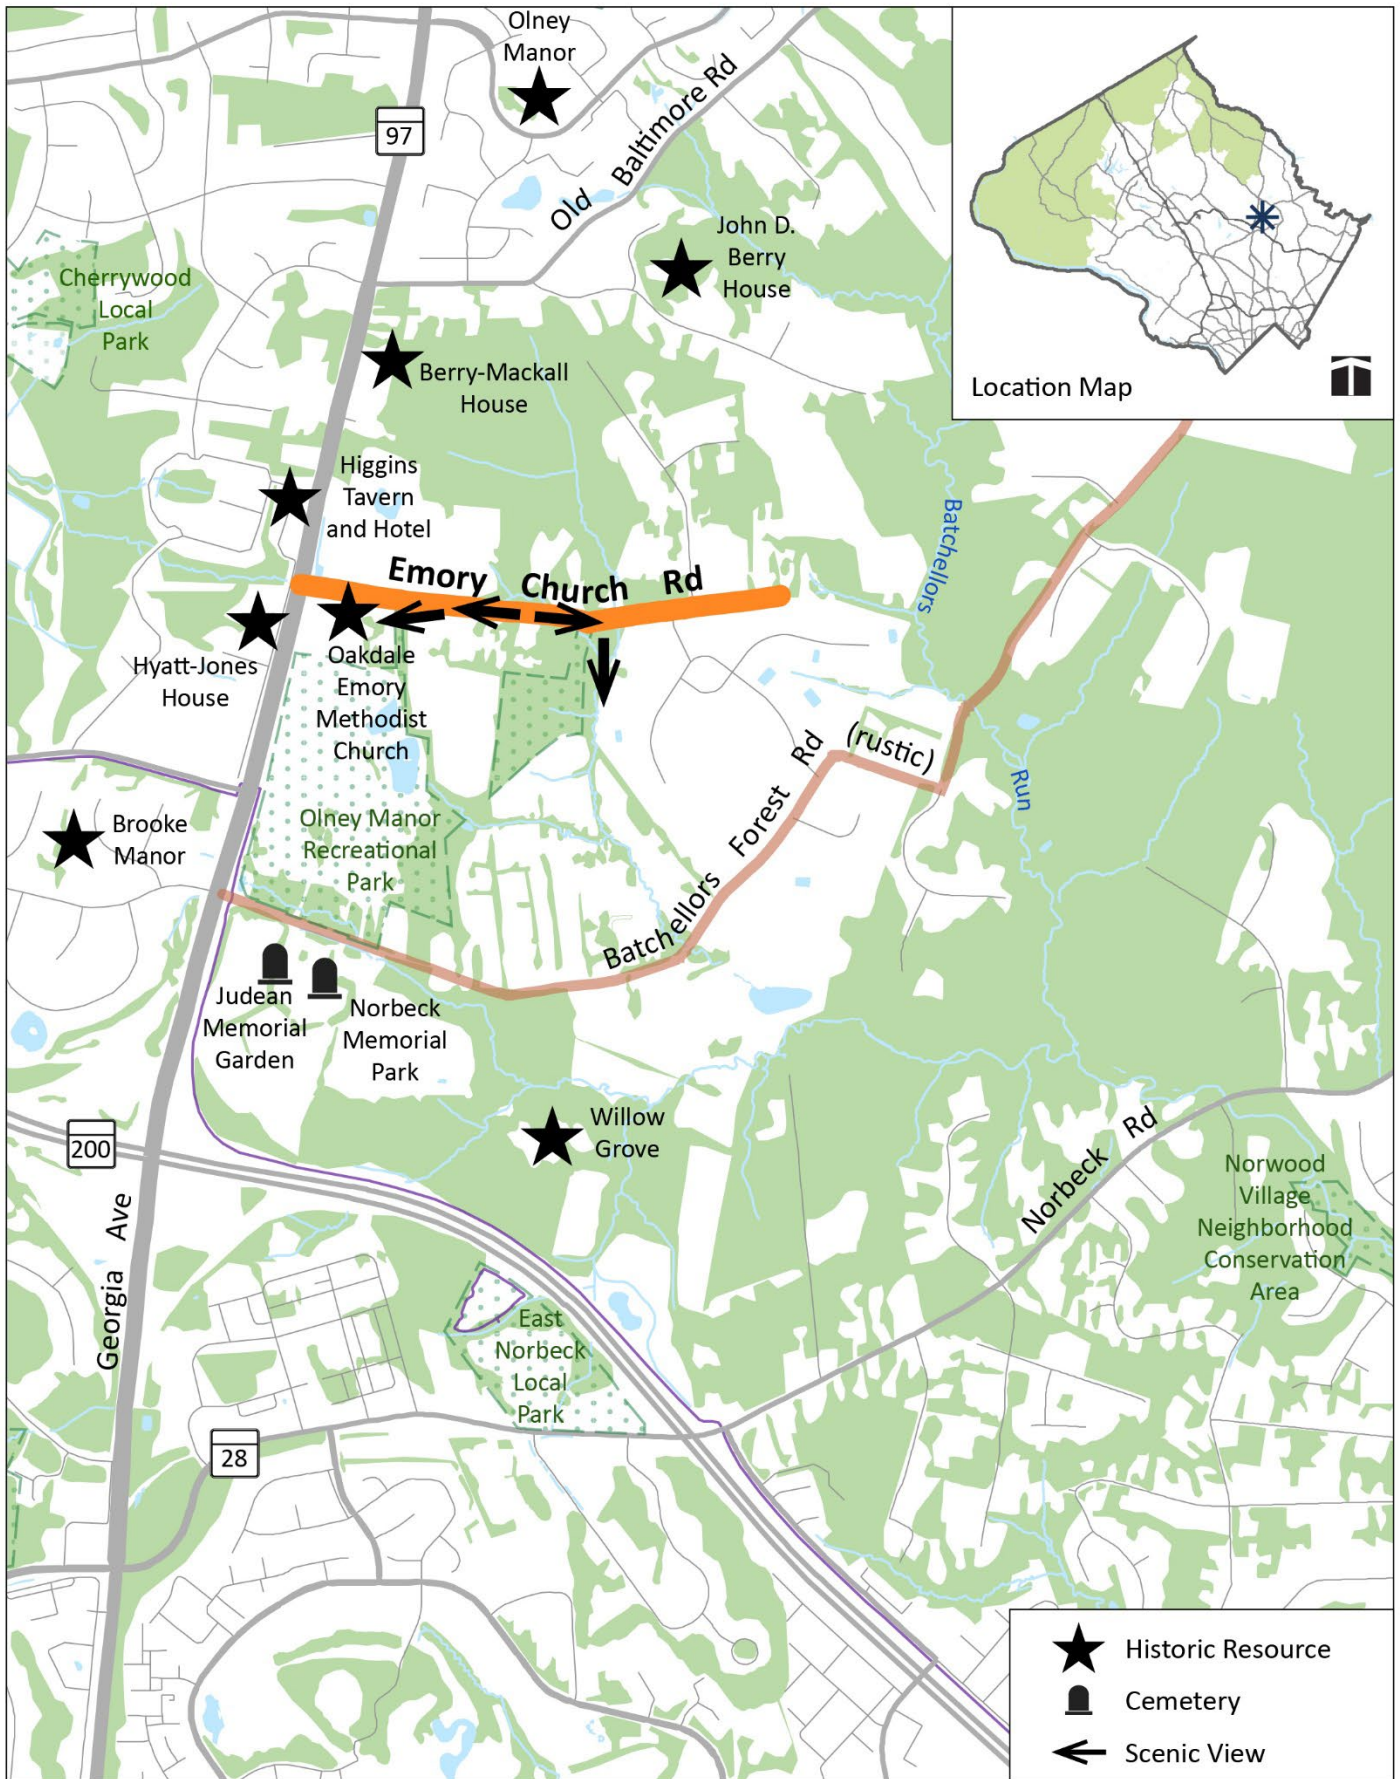 Olney
Manor
97
Old Baltimore Rd
John D.
Berry
House
Location Map
Cherrywood
Local
Park
Berry-Mackall
House
Higgins
Tavern
and Hotel
Batchellors
Run
Emory Church Rd
Hyatt-Jones
House
Oakdale
Emory
Methodist
Church
Batchellors Forest Rd (rustic)
Brooke
Manor
Olney Manor
Recreational
Park
Judean
Memorial
Garden
Norbeck
Memorial
Park
Willow
Grove
200
Georgia Ave
Norbeck Rd
Norwood
Village
Neighborhood
Conservation
Area
East
Norbeck
Local
Park
28
Historic Resource
Cemetery
Scenic View